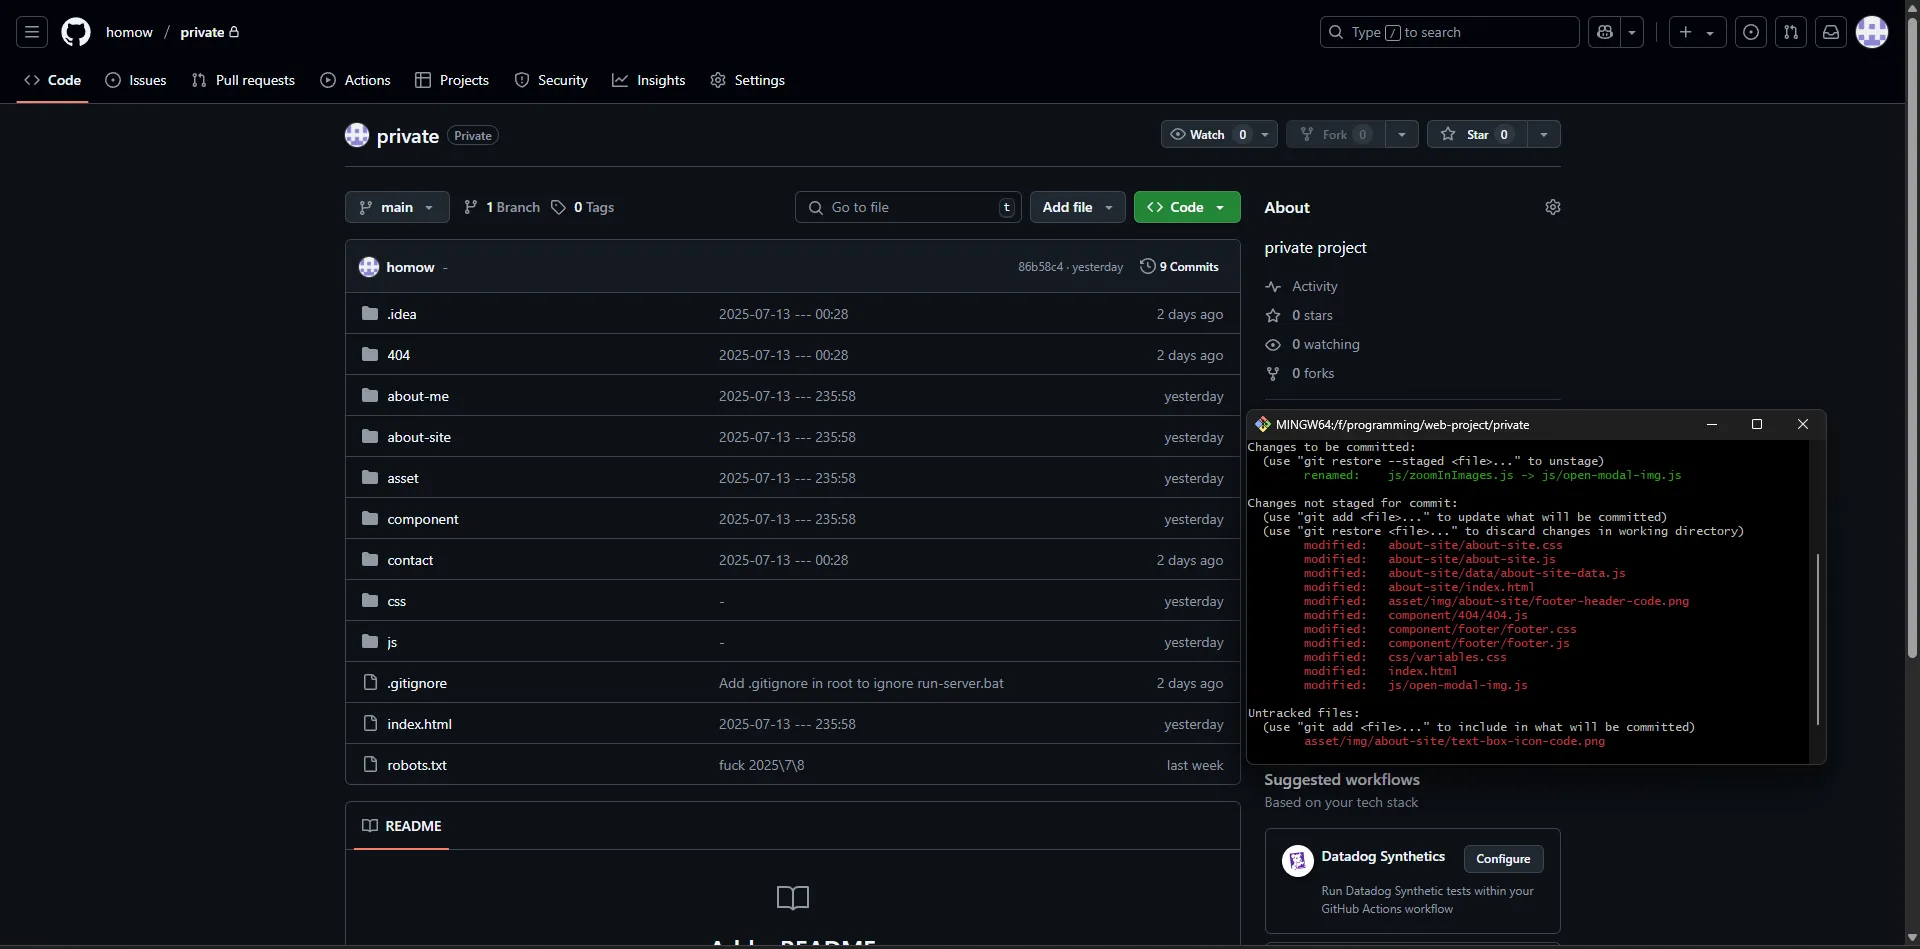 homow / private
Type / to search
Code
Issues
Pull requests
Actions
Projects
Security
Insights
Settings
private Private
Watch 0
Fork 0
Star 0
main
1 Branch
0 Tags
Go to file t
Add file
Code
homow -
86b58c4 · yesterday
9 Commits
.idea 2025-07-13 --- 00:28 2 days ago
404 2025-07-13 --- 00:28 2 days ago
about-me 2025-07-13 --- 235:58 yesterday
about-site 2025-07-13 --- 235:58 yesterday
asset 2025-07-13 --- 235:58 yesterday
component 2025-07-13 --- 235:58 yesterday
contact 2025-07-13 --- 00:28 2 days ago
css - yesterday
js - yesterday
.gitignore Add .gitignore in root to ignore run-server.bat 2 days ago
index.html 2025-07-13 --- 235:58 yesterday
robots.txt fuck 2025\7\8 last week
README
About
private project
Activity
0 stars
0 watching
0 forks
MINGW64:/f/programming/web-project/private
Changes to be committed:
(use "git restore --staged <file>..." to unstage)
renamed: js/zoomInImages.js -> js/open-modal-img.js
Changes not staged for commit:
(use "git add <file>..." to update what will be committed)
(use "git restore <file>..." to discard changes in working directory)
modified: about-site/about-site.css
modified: about-site/about-site.js
modified: about-site/data/about-site-data.js
modified: about-site/index.html
modified: asset/img/about-site/footer-header-code.png
modified: component/404/404.js
modified: component/footer/footer.css
modified: component/footer/footer.js
modified: css/variables.css
modified: index.html
modified: js/open-modal-img.js
Untracked files:
(use "git add <file>..." to include in what will be committed)
asset/img/about-site/text-box-icon-code.png
Suggested workflows
Based on your tech stack
Datadog Synthetics
Configure
Run Datadog Synthetic tests within your
GitHub Actions workflow